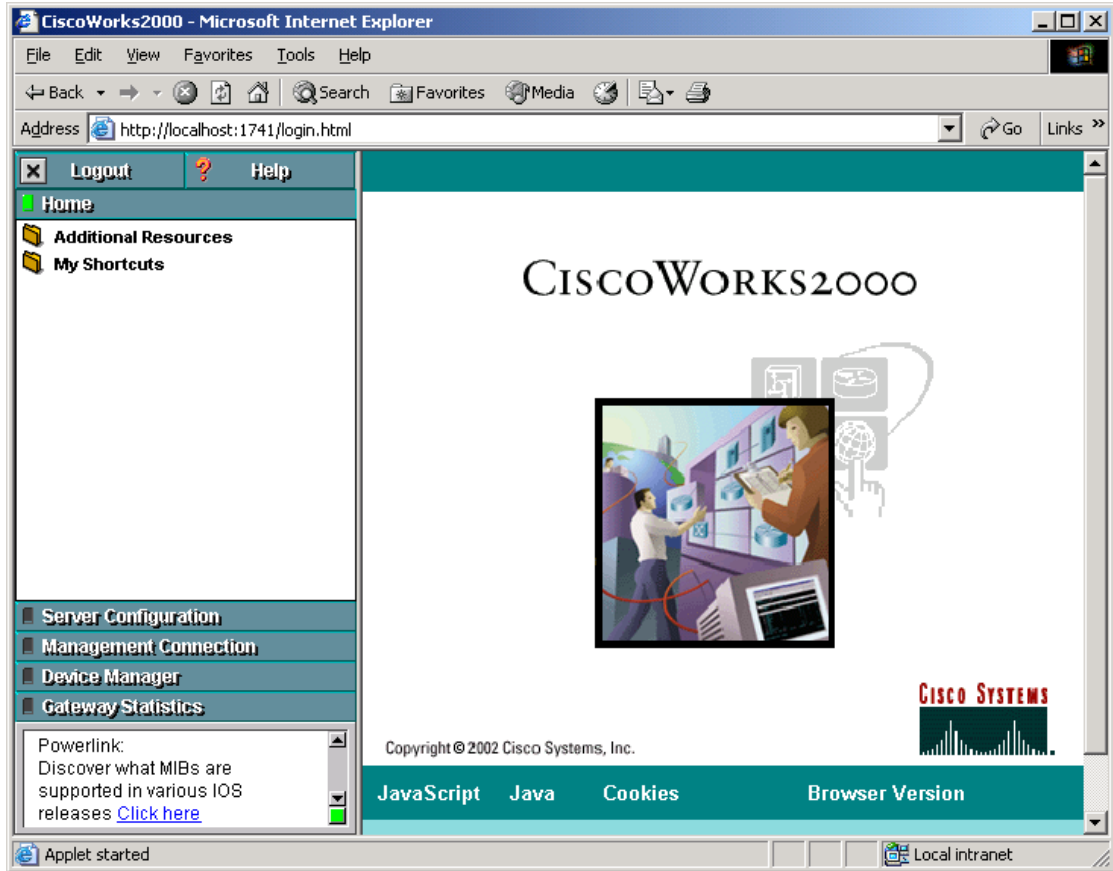 CiscoWorks2000 - Microsoft Internet Explorer
File Edit View Favorites Tools Help
Back Search Favorites Media
Address http://localhost:1741/login.html Go Links »
Logout ? Help
Home
Additional Resources
My Shortcuts
Server Configuration
Management Connection
Device Manager
Gateway Statistics
Powerlink:
Discover what MIBs are
supported in various IOS
releases Click here
CISCOWORKS2000
CISCO SYSTEMS
Copyright © 2002 Cisco Systems, Inc.
JavaScript Java Cookies Browser Version
Applet started Local intranet